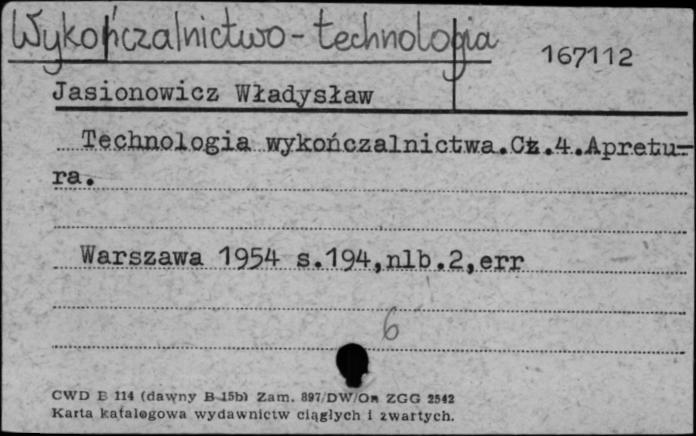 Wykończalnictwo - technologia
167112
Jasionowicz Władysław
Technologia wykończalnictwa.Cz.4.Apretu-
ra.
Warszawa 1954 s.194,nlb.2,err
6
CWD B 114 (dawny B 15b) Zam. 897/DW/On ZGG 2542
Karta katalogowa wydawnictw ciągłych i zwartych.